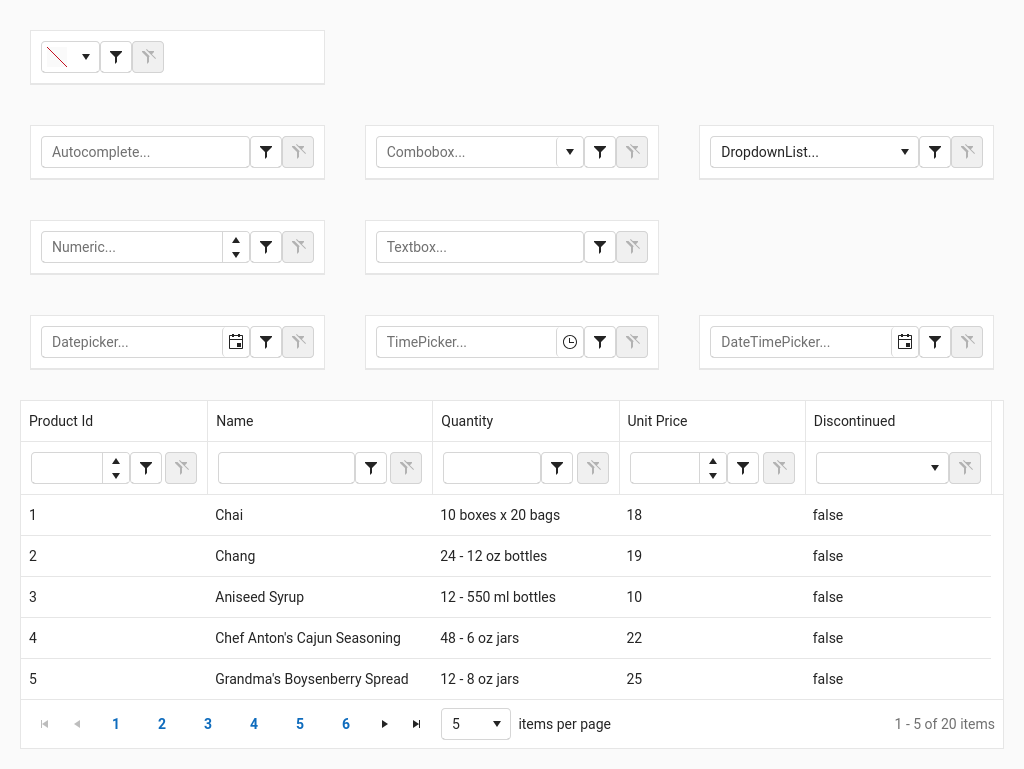 Autocomplete... Combobox... DropdownList...
Numeric... Textbox...
Datepicker... TimePicker... DateTimePicker...
Product Id Name Quantity Unit Price Discontinued
1 Chai 10 boxes x 20 bags 18 false
2 Chang 24 - 12 oz bottles 19 false
3 Aniseed Syrup 12 - 550 ml bottles 10 false
4 Chef Anton's Cajun Seasoning 48 - 6 oz jars 22 false
5 Grandma's Boysenberry Spread 12 - 8 oz jars 25 false
1 2 3 4 5 6 5 items per page 1 - 5 of 20 items